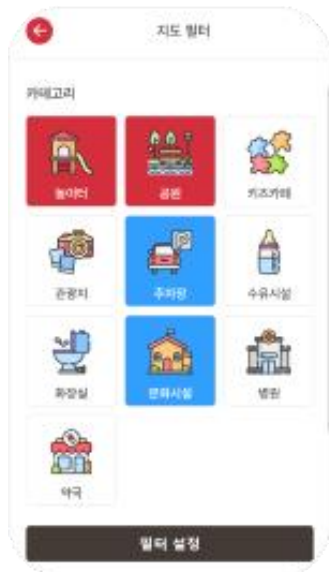 지도 필터
카테고리
놀이터
공원
키즈카페
관광지
주차장
수유시설
화장실
문화시설
병원
약국
필터 설정